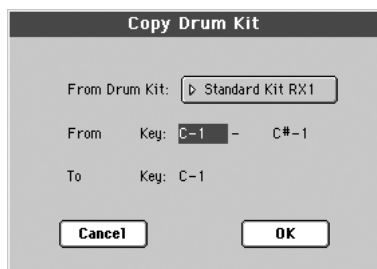 Copy Drum Kit
From Drum Kit: Standard Kit RX1
From Key: C-1 - C#-1
To Key: C-1
Cancel OK